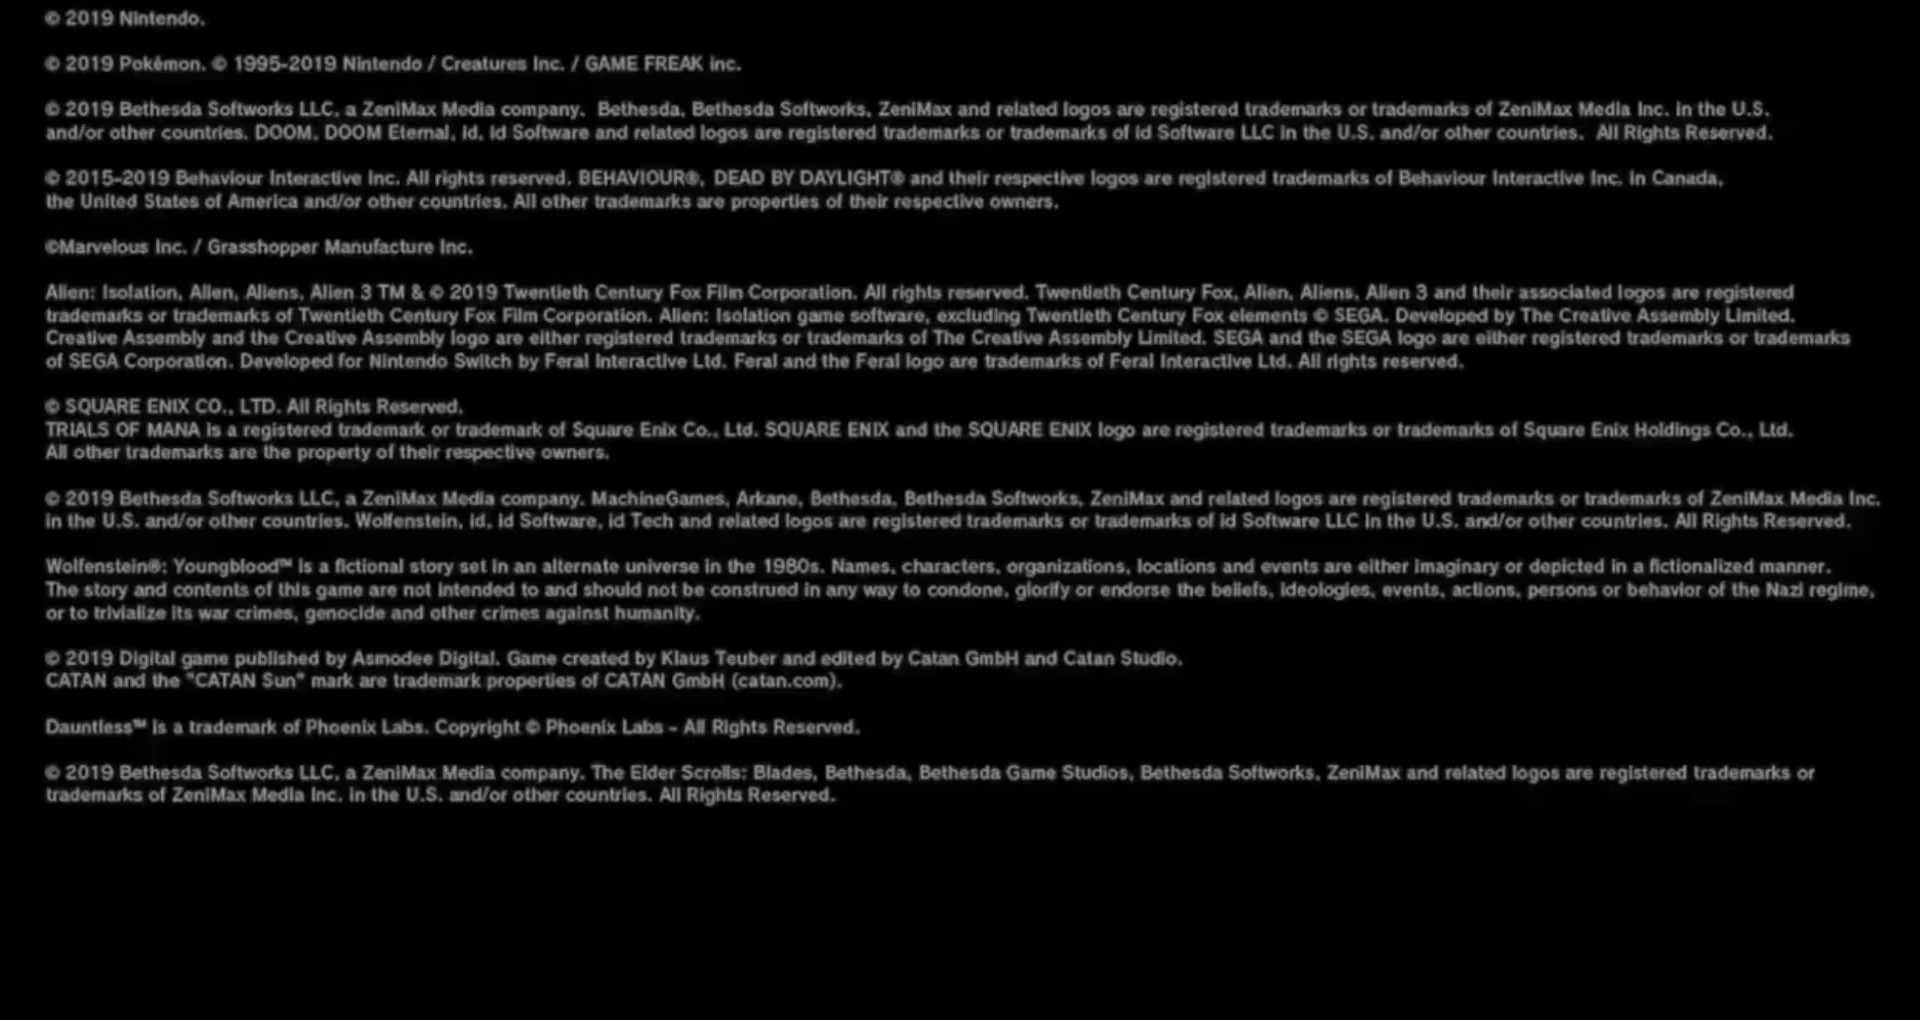 © 2019 Nintendo.
© 2019 Pokémon. © 1995-2019 Nintendo / Creatures Inc. / GAME FREAK inc.
© 2019 Bethesda Softworks LLC, a ZeniMax Media company.  Bethesda, Bethesda Softworks, ZeniMax and related logos are registered trademarks or trademarks of ZeniMax Media Inc. in the U.S.
and/or other countries. DOOM, DOOM Eternal, id, id Software and related logos are registered trademarks or trademarks of id Software LLC in the U.S. and/or other countries.  All Rights Reserved.
© 2015-2019 Behaviour Interactive Inc. All rights reserved. BEHAVIOUR®, DEAD BY DAYLIGHT® and their respective logos are registered trademarks of Behaviour Interactive Inc. in Canada,
the United States of America and/or other countries. All other trademarks are properties of their respective owners.
©Marvelous Inc. / Grasshopper Manufacture Inc.
Alien: Isolation, Alien, Aliens, Alien 3 TM & © 2019 Twentieth Century Fox Film Corporation. All rights reserved. Twentieth Century Fox, Alien, Aliens, Alien 3 and their associated logos are registered
trademarks or trademarks of Twentieth Century Fox Film Corporation. Alien: Isolation game software, excluding Twentieth Century Fox elements © SEGA. Developed by The Creative Assembly Limited.
Creative Assembly and the Creative Assembly logo are either registered trademarks or trademarks of The Creative Assembly Limited. SEGA and the SEGA logo are either registered trademarks or trademarks
of SEGA Corporation. Developed for Nintendo Switch by Feral Interactive Ltd. Feral and the Feral logo are trademarks of Feral Interactive Ltd. All rights reserved.
© SQUARE ENIX CO., LTD. All Rights Reserved.
TRIALS OF MANA is a registered trademark or trademark of Square Enix Co., Ltd. SQUARE ENIX and the SQUARE ENIX logo are registered trademarks or trademarks of Square Enix Holdings Co., Ltd.
All other trademarks are the property of their respective owners.
© 2019 Bethesda Softworks LLC, a ZeniMax Media company. MachineGames, Arkane, Bethesda, Bethesda Softworks, ZeniMax and related logos are registered trademarks or trademarks of ZeniMax Media Inc.
in the U.S. and/or other countries. Wolfenstein, id, id Software, id Tech and related logos are registered trademarks or trademarks of id Software LLC in the U.S. and/or other countries. All Rights Reserved.
Wolfenstein®: Youngblood™ is a fictional story set in an alternate universe in the 1980s. Names, characters, organizations, locations and events are either imaginary or depicted in a fictionalized manner.
The story and contents of this game are not intended to and should not be construed in any way to condone, glorify or endorse the beliefs, ideologies, events, actions, persons or behavior of the Nazi regime,
or to trivialize its war crimes, genocide and other crimes against humanity.
© 2019 Digital game published by Asmodee Digital. Game created by Klaus Teuber and edited by Catan GmbH and Catan Studio.
CATAN and the "CATAN Sun" mark are trademark properties of CATAN GmbH (catan.com).
Dauntless™ is a trademark of Phoenix Labs. Copyright © Phoenix Labs - All Rights Reserved.
© 2019 Bethesda Softworks LLC, a ZeniMax Media company. The Elder Scrolls: Blades, Bethesda, Bethesda Game Studios, Bethesda Softworks, ZeniMax and related logos are registered trademarks or
trademarks of ZeniMax Media Inc. in the U.S. and/or other countries. All Rights Reserved.